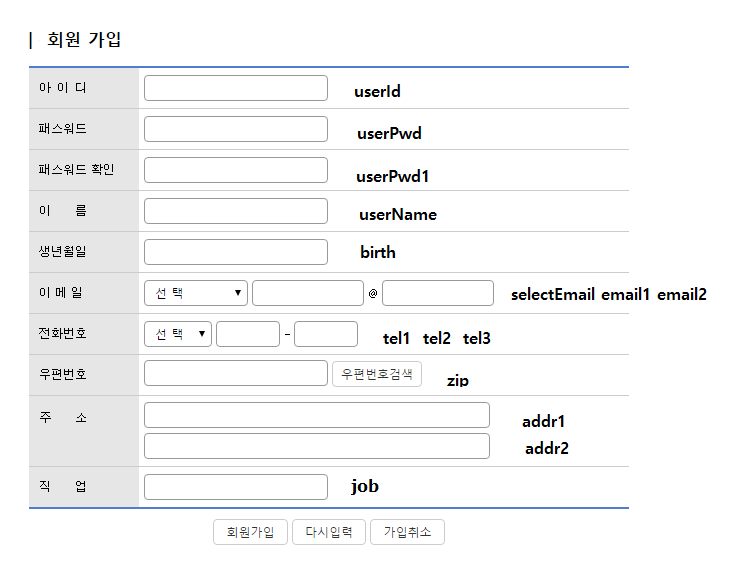 | 회원 가입
아 이 디 userId
패스워드 userPwd
패스워드 확인 userPwd1
이 름 userName
생년월일 birth
이 메 일 선 택 ▼ @ selectEmail email1 email2
전화번호 선 택 ▼ - tel1 tel2 tel3
우편번호 우편번호검색 zip
주 소 addr1
addr2
직 업 job
회원가입 다시입력 가입취소